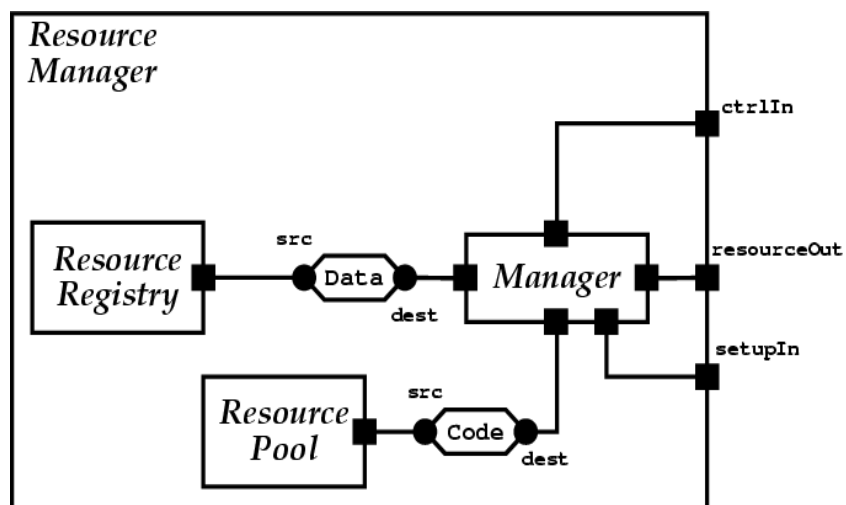 Resource
Manager
ctrlIn
src
Resource
Registry
Data
dest
Manager
resourceOut
setupIn
src
Resource
Pool
Code
dest